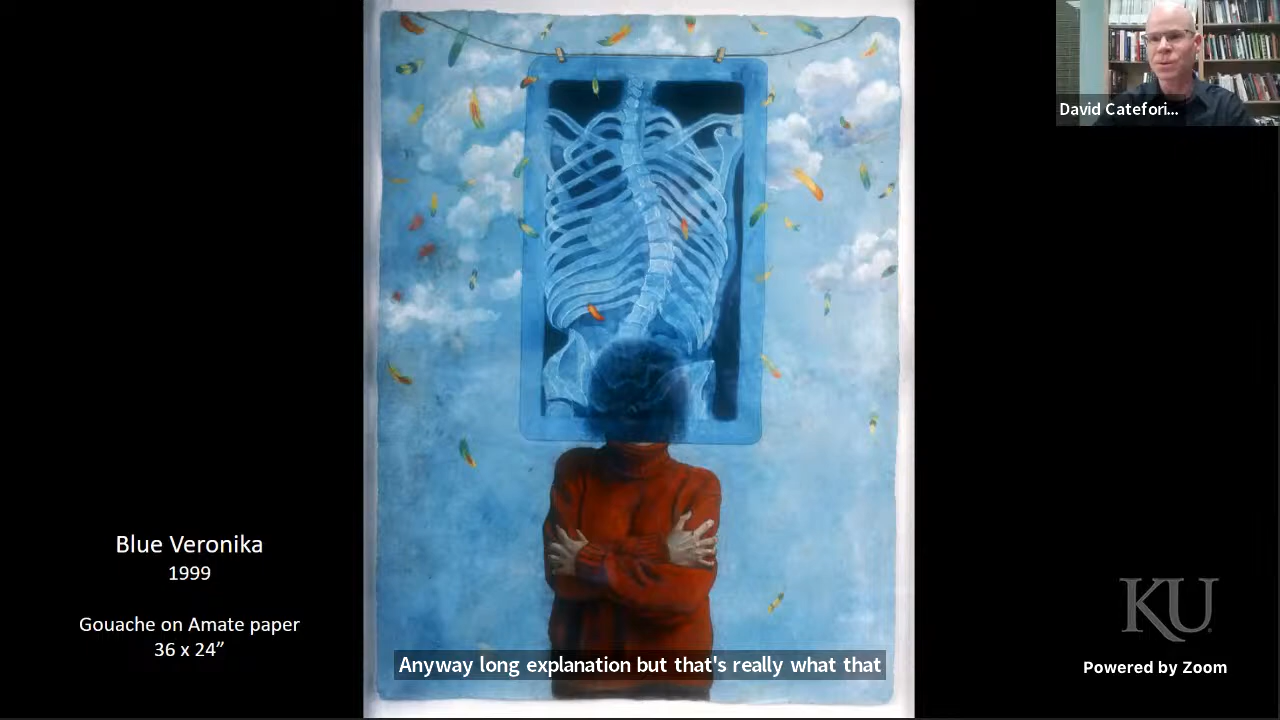 David Catefori...
Blue Veronika
1999
Gouache on Amate paper
36 x 24”
Anyway long explanation but that's really what that
KU
Powered by Zoom